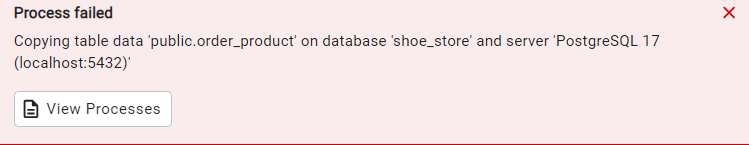 Process failed
Copying table data 'public.order_product' on database 'shoe_store' and server 'PostgreSQL 17
(localhost:5432)'
View Processes